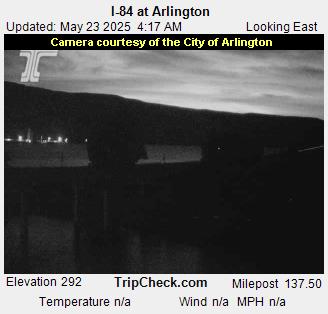 I-84 at Arlington
Updated: May 23 2025 4:17 AM Looking East
Camera courtesy of the City of Arlington
Elevation 292 TripCheck.com Milepost 137.50
Temperature n/a Wind n/a MPH n/a